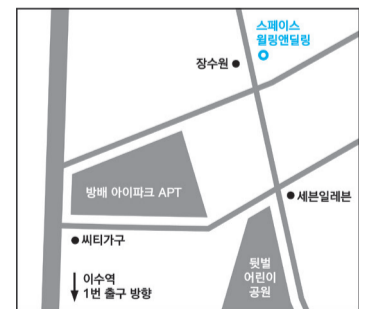 스페이스
윌링앤딜링
장수원
방배 아이파크 APT
세븐일레븐
씨티가구
뒷벌
어린이
공원
이수역
1번 출구 방향